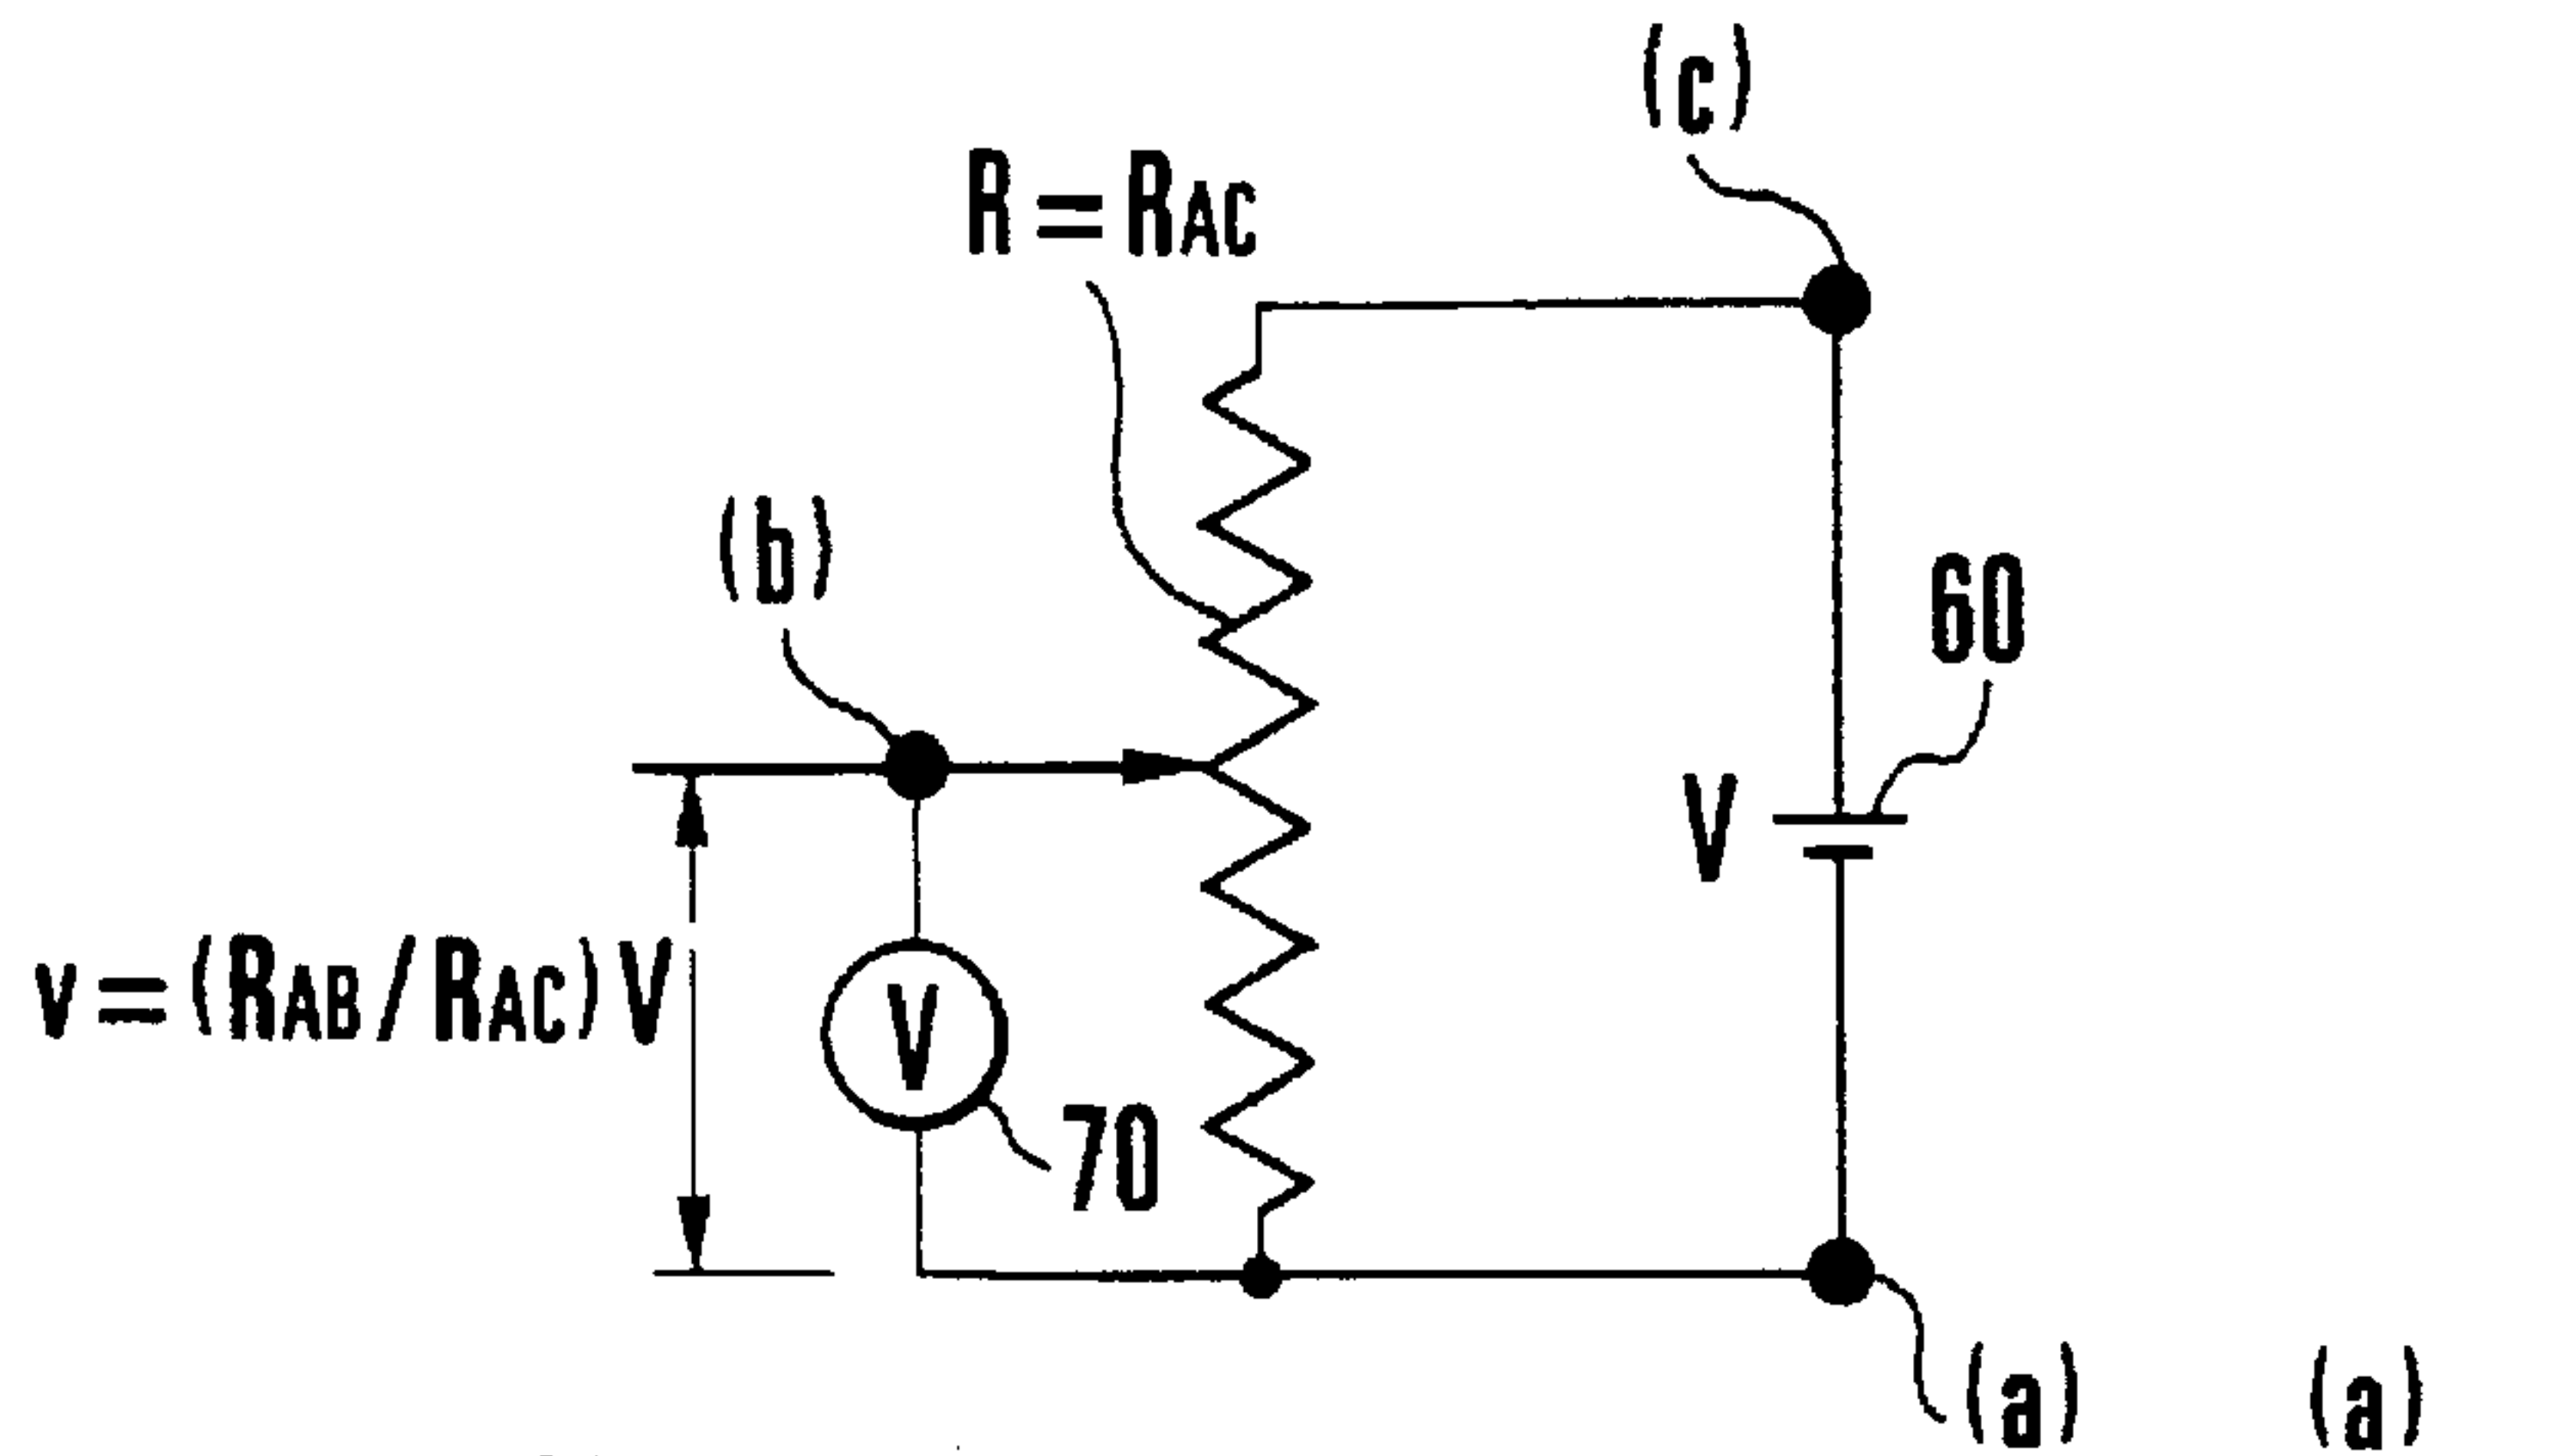 (c)
R = RAC
(b)
60
V
v = (RAB / RAC) V
V
70
(a)
(a)